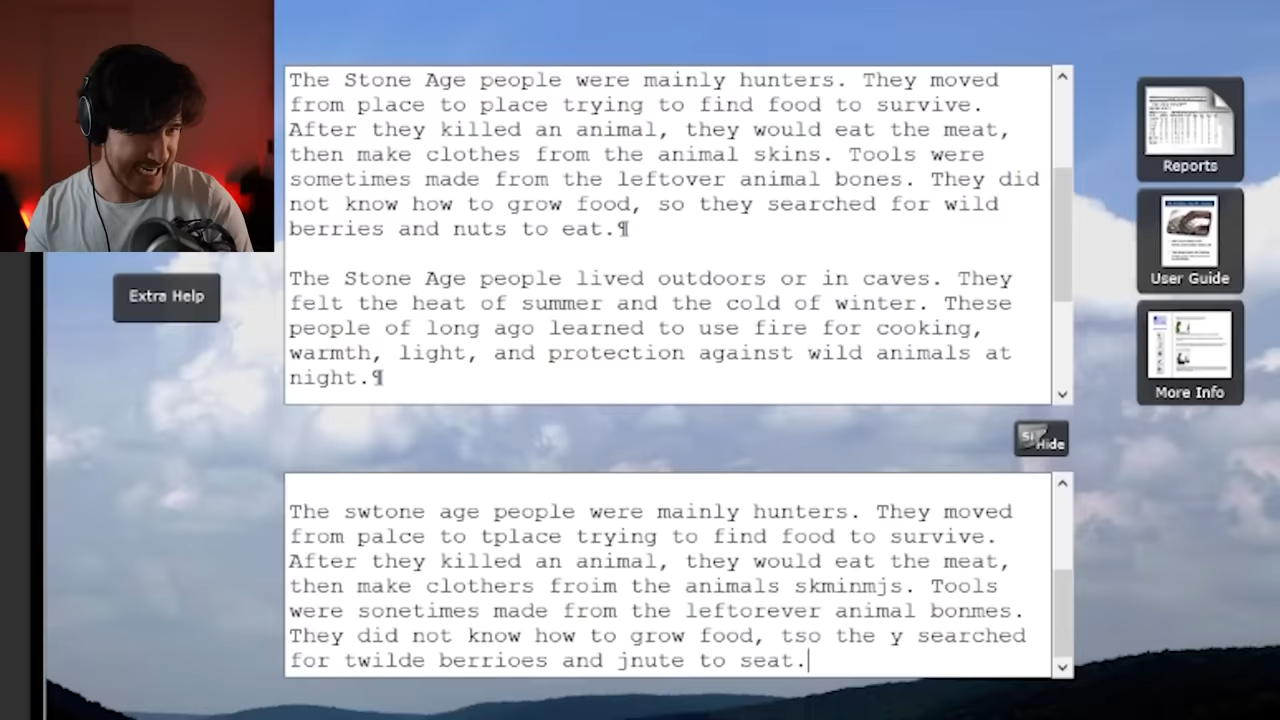 The Stone Age people were mainly hunters. They moved
from place to place trying to find food to survive.
After they killed an animal, they would eat the meat,
then make clothes from the animal skins. Tools were
sometimes made from the leftover animal bones. They did
not know how to grow food, so they searched for wild
berries and nuts to eat.¶
The Stone Age people lived outdoors or in caves. They
felt the heat of summer and the cold of winter. These
people of long ago learned to use fire for cooking,
warmth, light, and protection against wild animals at
night.¶
Extra Help
Reports
User Guide
More Info
Hide
The swtone age people were mainly hunters. They moved
from palce to tplace trying to find food to survive.
After they killed an animal, they would eat the meat,
then make clothers froim the animals skminmjs. Tools
were sonetimes made from the leftorever animal bonmes.
They did not know how to grow food, tso the y searched
for twilde berrioes and jnute to seat.